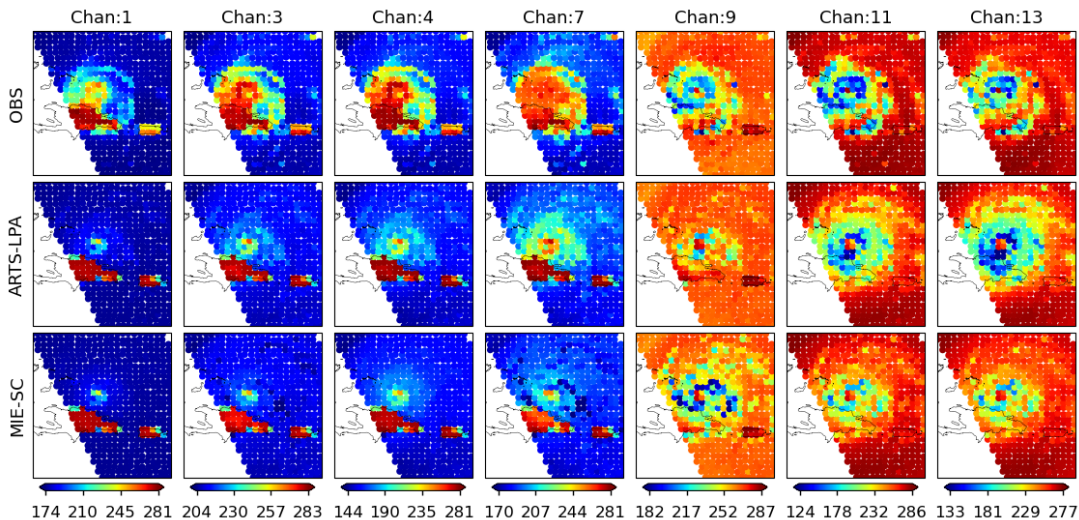 Chan:1 Chan:3 Chan:4 Chan:7 Chan:9 Chan:11 Chan:13
OBS
ARTS-LPA
MIE-SC
174 210 245 281 204 230 257 283 144 190 235 281 170 207 244 281 182 217 252 287 124 178 232 286 133 181 229 277